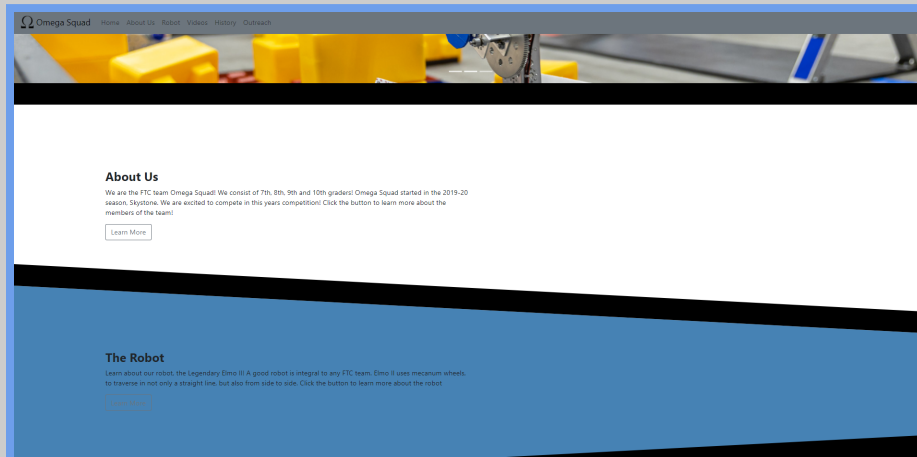 Ω Omega Squad Home About Us Robot Videos History Outreach
About Us
We are the FTC team Omega Squad! We consist of 7th, 8th, 9th and 10th graders! Omega Squad started in the 2019-20
season, Skystone. We are excited to compete in this years competition! Click the button to learn more about the
members of the team!
Learn More
The Robot
Learn about our robot, the Legendary Elmo II! A good robot is integral to any FTC team. Elmo II uses mecanum wheels,
to traverse in not only a straight line, but also from side to side. Click the button to learn more about the robot